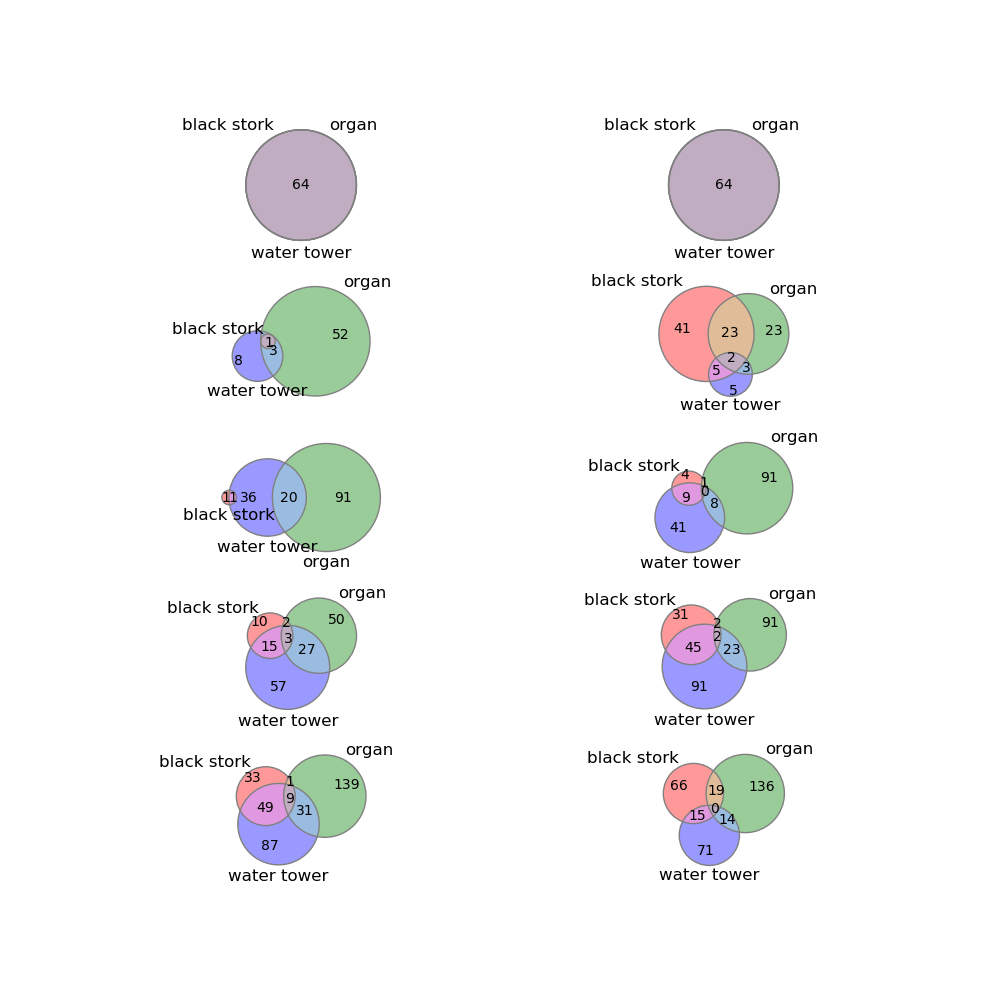 black stork organ
64
water tower
black stork organ
64
water tower
organ
black stork
52
1
3
8
water tower
black stork
organ
41
23
23
2
5
3
5
water tower
11
36
20
91
black stork
water tower
organ
organ
black stork
4
91
1
9
0
8
41
water tower
organ
black stork
10
2
50
3
15
27
57
water tower
organ
black stork
31
2
91
2
45
23
91
water tower
organ
black stork
33
1
139
9
49
31
87
water tower
organ
black stork
66
19
136
0
15
14
71
water tower